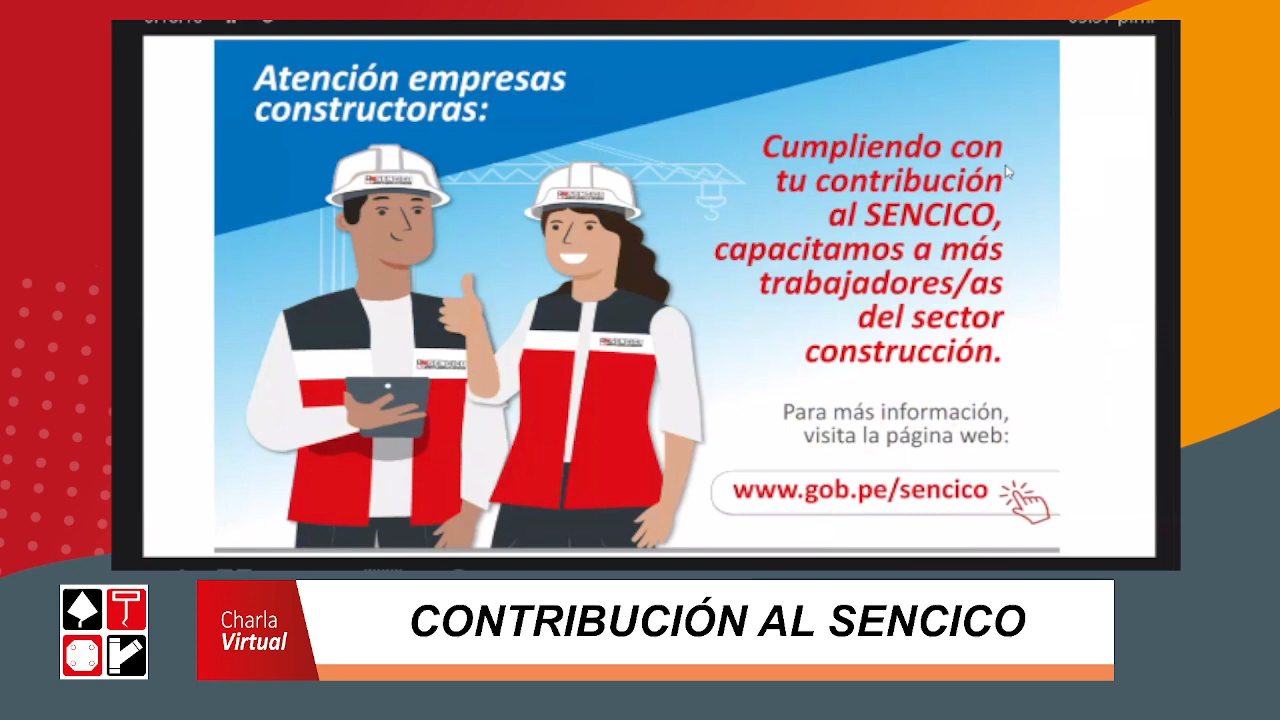 Atención empresas
constructoras:
Cumpliendo con
tu contribución
al SENCICO,
capacitamos a más
trabajadores/as
del sector
construcción.
Para más información,
visita la página web:
www.gob.pe/sencico
Charla
Virtual
CONTRIBUCIÓN AL SENCICO